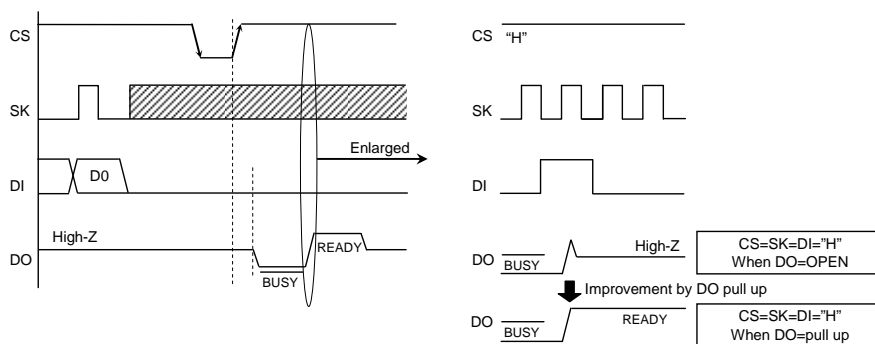 CS
SK
DI
D0
Enlarged
High-Z
DO
READY
BUSY
CS
“H”
SK
DI
DO
BUSY
High-Z
CS=SK=DI=”H”
When DO=OPEN
Improvement by DO pull up
DO
BUSY
READY
CS=SK=DI=”H”
When DO=pull up